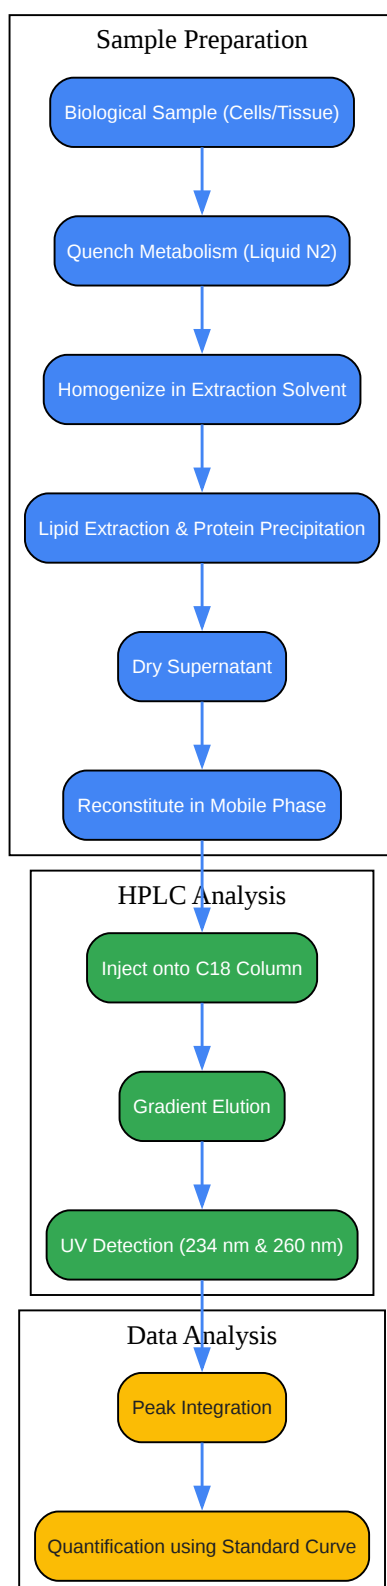 Sample Preparation
Biological Sample (Cells/Tissue)
Quench Metabolism (Liquid N2)
Homogenize in Extraction Solvent
Lipid Extraction & Protein Precipitation
Dry Supernatant
Reconstitute in Mobile Phase
HPLC Analysis
Inject onto C18 Column
Gradient Elution
UV Detection (234 nm & 260 nm)
Data Analysis
Peak Integration
Quantification using Standard Curve